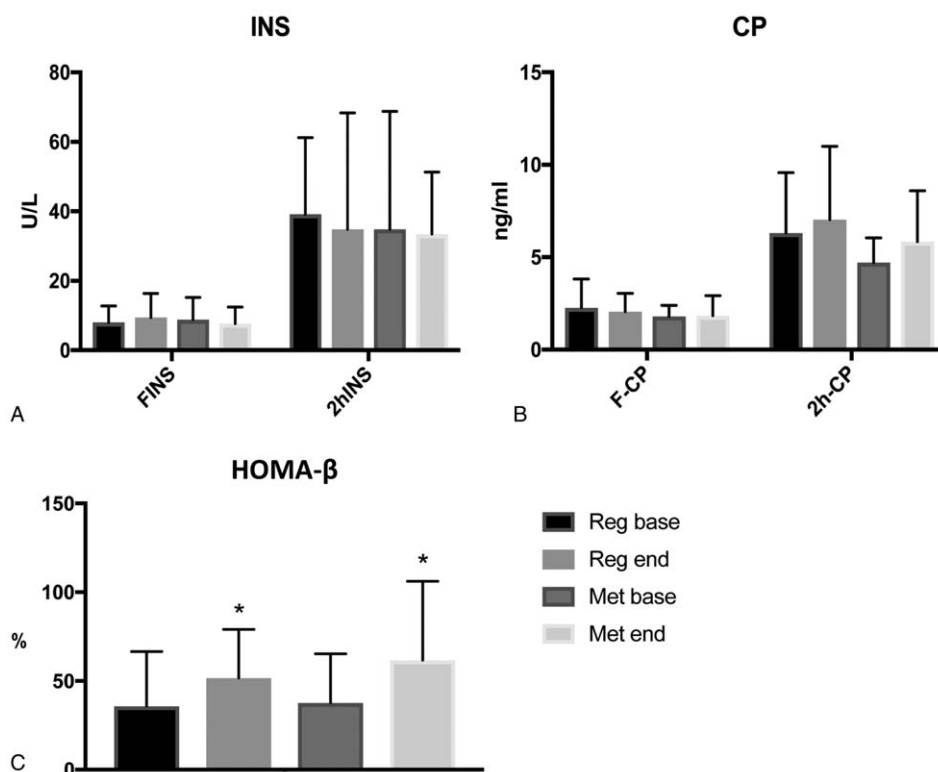 INS
80
60
40
20
0
U/L
FINS
2hINS
A
CP
15
10
5
0
ng/ml
F-CP
2h-CP
B
HOMA-β
150
100
50
0
%
*
*
C
Reg base
Reg end
Met base
Met end